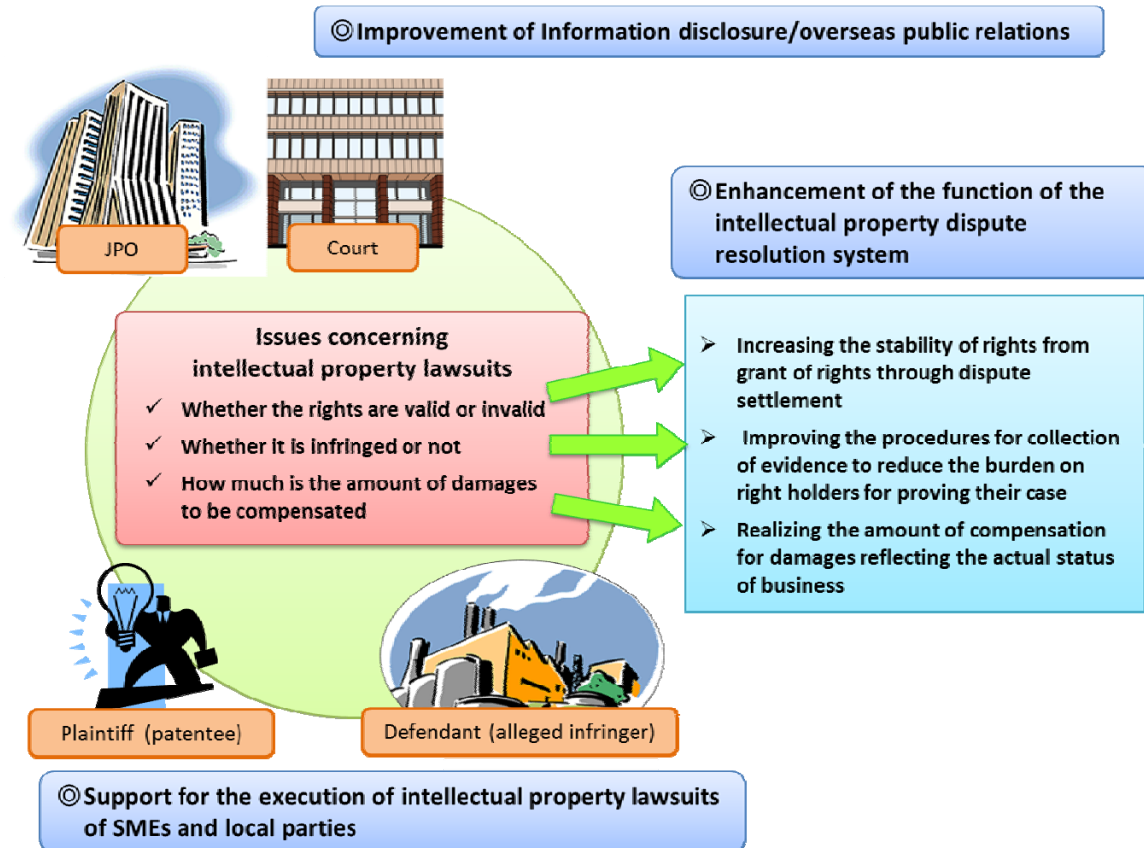 ◎Improvement of Information disclosure/overseas public relations
JPO
Court
◎Enhancement of the function of the
intellectual property dispute
resolution system
Issues concerning
intellectual property lawsuits
✓ Whether the rights are valid or invalid
✓ Whether it is infringed or not
✓ How much is the amount of damages
to be compensated
➢ Increasing the stability of rights from
grant of rights through dispute
settlement
➢ Improving the procedures for collection
of evidence to reduce the burden on
right holders for proving their case
➢ Realizing the amount of compensation
for damages reflecting the actual status
of business
Plaintiff (patentee)
Defendant (alleged infringer)
◎Support for the execution of intellectual property lawsuits
of SMEs and local parties